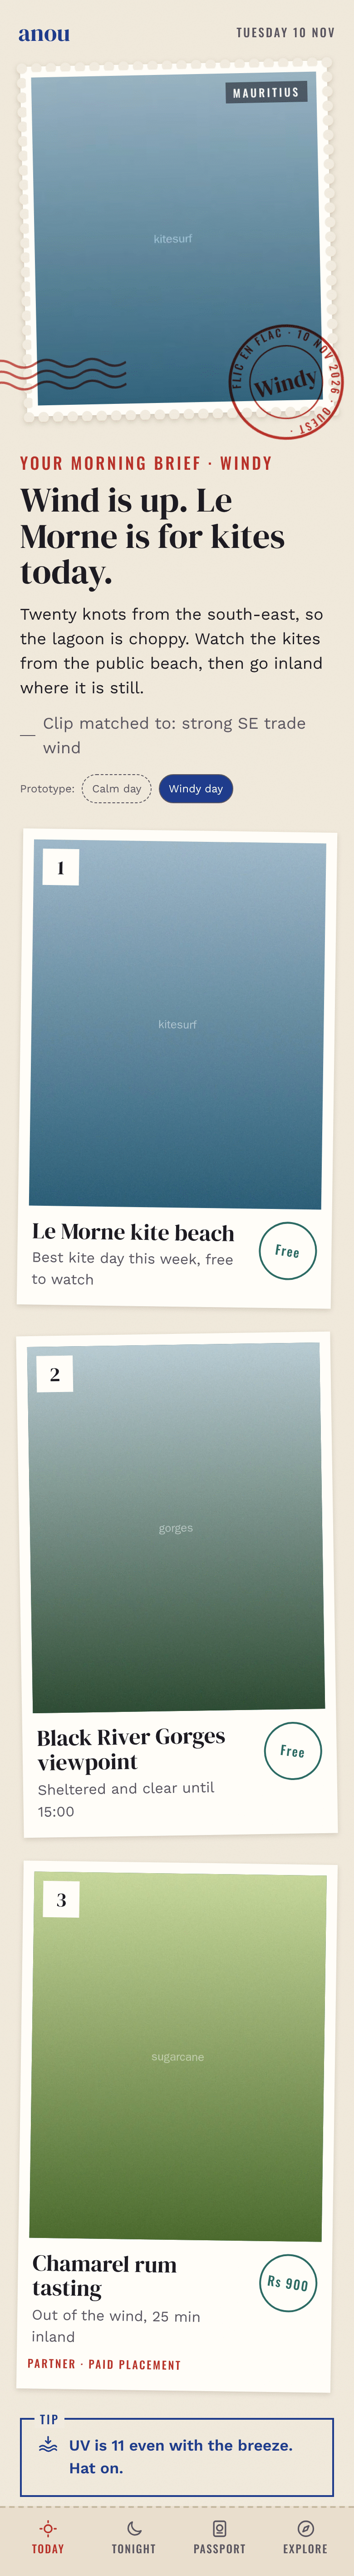 anou
TUESDAY 10 NOV
MAURITIUS
kitesurf
FLIC EN FLAC · 10 NOV 2026 · OUEST ·
Windy
YOUR MORNING BRIEF · WINDY
Wind is up. Le
Morne is for kites
today.
Twenty knots from the south-east, so
the lagoon is choppy. Watch the kites
from the public beach, then go inland
where it is still.
— Clip matched to: strong SE trade
wind
Prototype: Calm day Windy day
1
kitesurf
Le Morne kite beach
Best kite day this week, free
to watch
Free
2
gorges
Black River Gorges
viewpoint
Sheltered and clear until
15:00
Free
3
sugarcane
Chamarel rum
tasting
Out of the wind, 25 min
inland
Rs 900
PARTNER · PAID PLACEMENT
TIP
UV is 11 even with the breeze.
Hat on.
TODAY TONIGHT PASSPORT EXPLORE